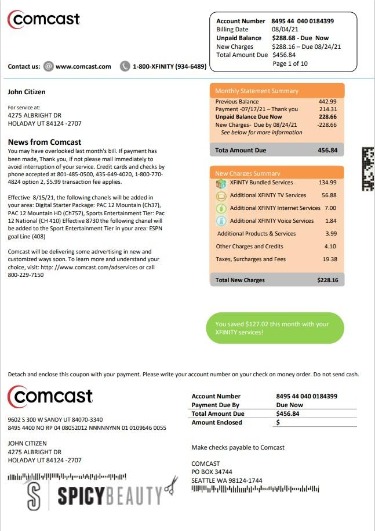 comcast
Account Number 8495 44 040 0184399
Billing Date 08/04/21
Unpaid Balance $288.68 - Due Now
New Charges $288.16 – Due 08/24/21
Total Amount Due $456.84
Page 1 of 10
Contact us: www.comcast.com 1-800-XFINITY (934-6489)
John Citizen
For service at:
4275 ALBRIGHT DR
HOLADAY UT 84124 -2707
News from Comcast
You may have overlooked last month's bill. If payment has
been made, Thank you, if not please mail immediately to
avoid interruption of your service. Credit cards and checks by
phone accepted at 801-485-0500, 435-649-4020, 1-800-770-
4824 option 2, $5.99 transaction fee applies.
Effective 8/15/21, the following chanels will be added in
your area: Digital Starter Package: PAC 12 Mountain (Ch37),
PAC 12 Mountain HD (Ch757), Sports Entertainment Tier: Pac
12 National (CH 410) Effective 8730 the following chanel will
be added to the Sport Entertainment Tier in your area: ESPN
goal Line (408)
Comcast will be delivering some advertising in new and
customized ways soon. To learn more and understand your
choice, visit: http://www.comcast.com/adservices or call
800-229-7150
Monthly Statement Summary
Previous Balance 442.99
Payment -07/17/21 – Thank you 214.31
Unpaid Balance Due Now 228.66
New Charges- Due by 08/24/21 -228.66
See below for more information
Total Amount Due 456.84
New Charges Summary
XFINITY Bundled Services 134.99
Additional XFINITY TV Services 56.88
Additional XFINITY Internet Services 7.00
Additional XFINITY Voice Services 1.84
Additional Products & Services 3.99
Other Charges and Credits 4.10
Taxes, Surcharges and Fees 19.38
Total New Charges $228.16
You saved $127.02 this month with your
XFINITY services!
Detach and enclose this coupon with your payment. Please write your account number on your check on money order. Do not send cash.
comcast
9602 S 300 W SANDY UT 84070-3340
8495 4400 NO RP 04 08052012 NNNNNYNN 01 0109646 0055
JOHN CITIZEN
4275 ALBRIGHT DR
HOLADAY UT 84124 -2707
Account Number 8495 44 040 0184399
Payment Due By Due Now
Total Amount Due $456.84
Amount Enclosed $
Make checks payable to Comcast
COMCAST
PO BOX 34744
SEATTLE WA 98124-1744
S SPICYBEAUTY